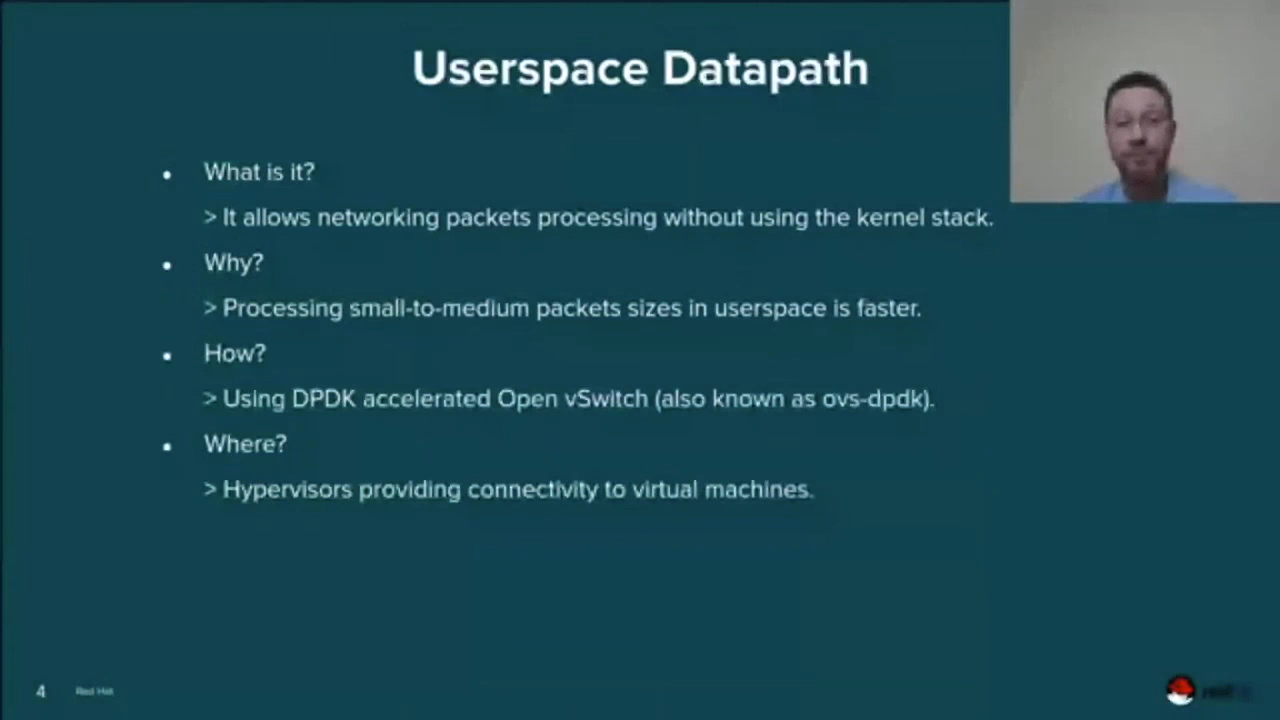 Userspace Datapath
• What is it?
> It allows networking packets processing without using the kernel stack.
• Why?
> Processing small-to-medium packets sizes in userspace is faster.
• How?
> Using DPDK accelerated Open vSwitch (also known as ovs-dpdk).
• Where?
> Hypervisors providing connectivity to virtual machines.
4 Red Hat